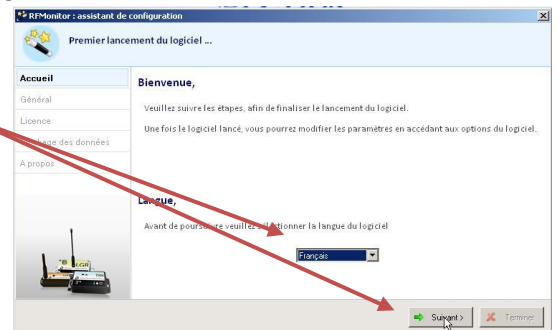 RFMonitor : assistant de configuration
Premier lancement du logiciel ...
Accueil
Général
Licence
des données
A propos
Bienvenue,
Veuillez suivre les étapes, afin de finaliser le lancement du logiciel.
Une fois le logiciel lancé, vous pourrez modifier les paramètres en accédant aux options du logiciel.
Langue,
Avant de poursuivre veuillez sélectionner la langue du logiciel
Français
Suivant >
Terminer